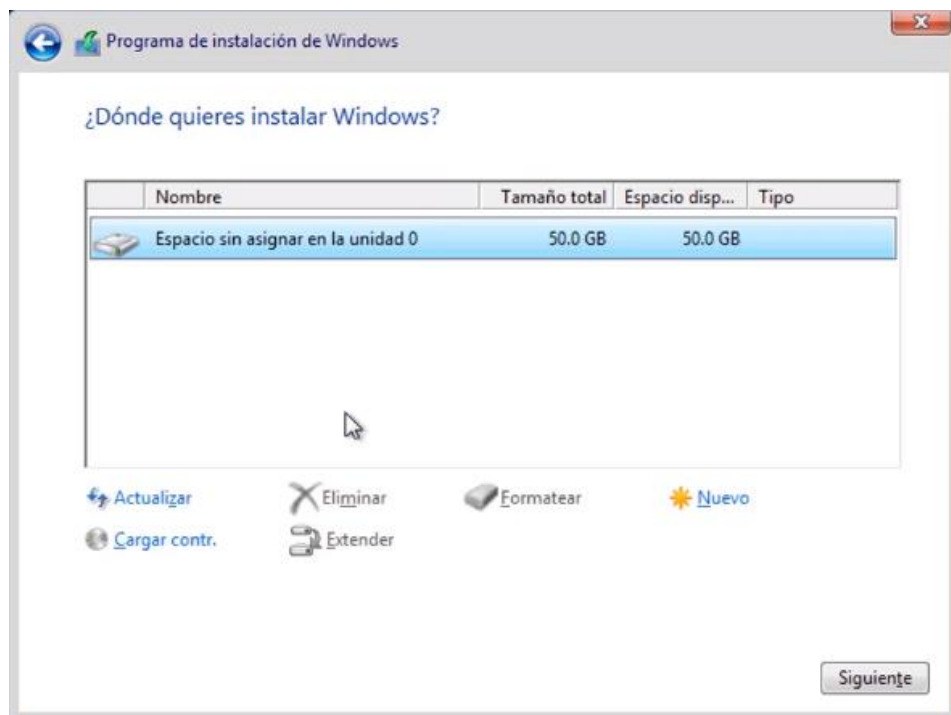 Programa de instalación de Windows
¿Dónde quieres instalar Windows?
Nombre Tamaño total Espacio disp... Tipo
Espacio sin asignar en la unidad 0 50.0 GB 50.0 GB
Actualizar Eliminar Formatear Nuevo
Cargar contr. Extender
Siguiente